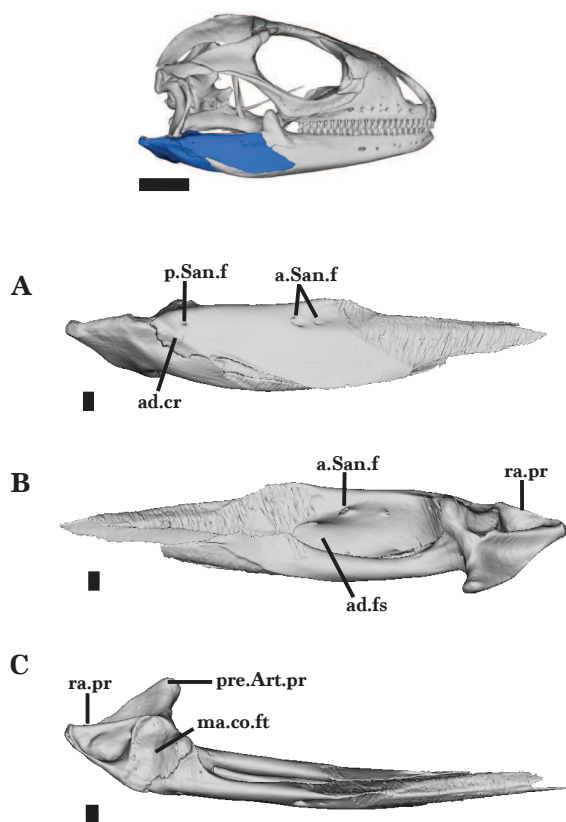 A
p.San.f a.San.f
ad.cr
B
a.San.f
ra.pr
ad.fs
C
ra.pr
pre.Art.pr
ma.co.ft